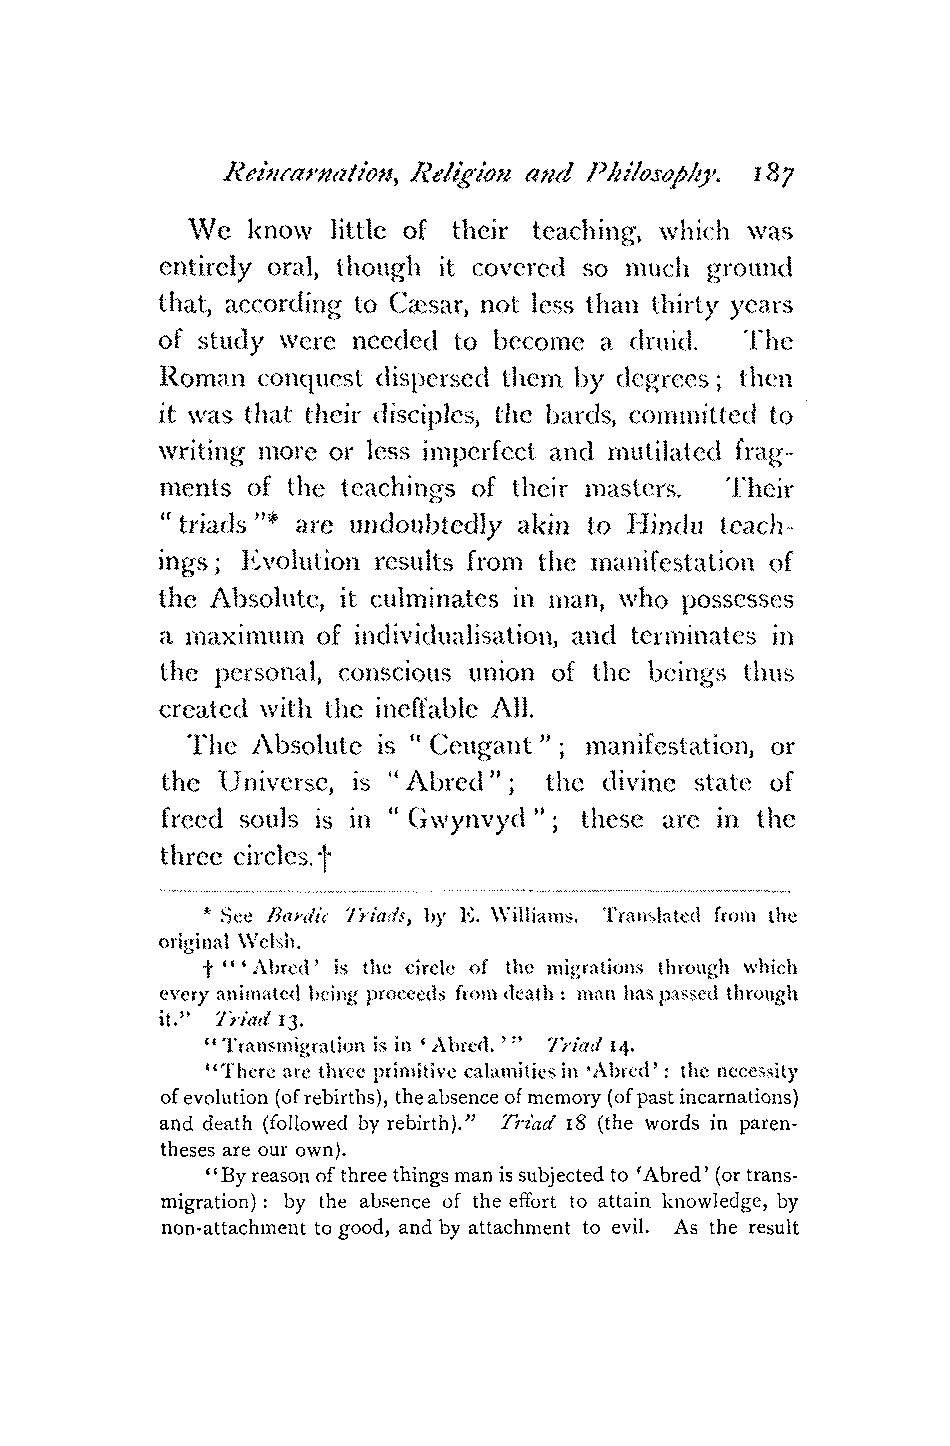 Reincarnation, Religion and Philosophy. 187
We know little of their teaching, which was
entirely oral, though it covered so much ground
that, according to Cæsar, not less than thirty years
of study were needed to become a druid. The
Roman conquest dispersed them by degrees; then
it was that their disciples, the bards, committed to
writing more or less imperfect and mutilated frag-
ments of the teachings of their masters. Their
"triads"* are undoubtedly akin to Hindu teach-
ings; Evolution results from the manifestation of
the Absolute, it culminates in man, who possesses
a maximum of individualisation, and terminates in
the personal, conscious union of the beings thus
created with the ineffable All.
The Absolute is "Ceugant"; manifestation, or
the Universe, is "Abred"; the divine state of
freed souls is in "Gwynvyd"; these are in the
three circles.†
* See Bardic Triads, by E. Williams. Translated from the
original Welsh.
† "'Abred' is the circle of the migrations through which
every animated being proceeds from death: man has passed through
it." Triad 13.
"Transmigration is in 'Abred.'" Triad 14.
"There are three primitive calamities in 'Abred': the necessity
of evolution (of rebirths), the absence of memory (of past incarnations)
and death (followed by rebirth)." Triad 18 (the words in paren-
theses are our own).
"By reason of three things man is subjected to 'Abred' (or trans-
migration): by the absence of the effort to attain knowledge, by
non-attachment to good, and by attachment to evil. As the result